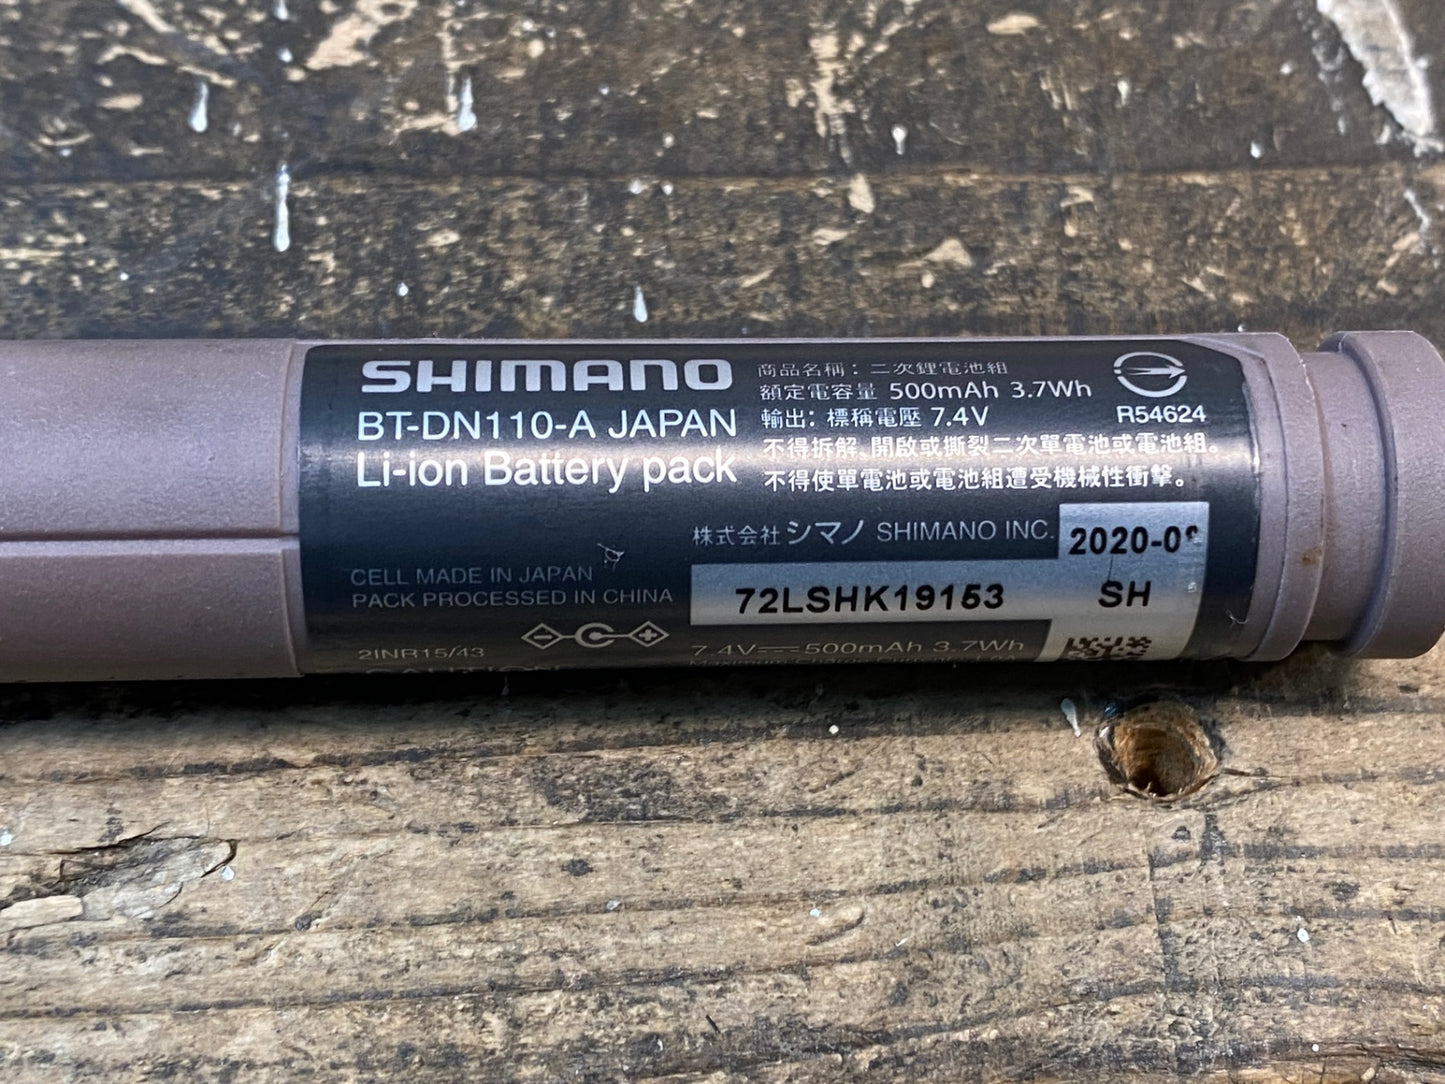 SHIMANO
BT-DN110-A JAPAN
Li-ion Battery pack
商品名稱：二次鋰電池組
額定電容量 500mAh 3.7Wh
輸出：標稱電壓 7.4V
不得拆解、開啟或撕裂二次單電池或電池組。
不得使單電池或電池組遭受機械性衝擊。
R54624
株式会社シマノ SHIMANO INC.
2020-0
72LSHK19153
SH
CELL MADE IN JAPAN
PACK PROCESSED IN CHINA
2INR15/43
7.4V⎓500mAh 3.7Wh